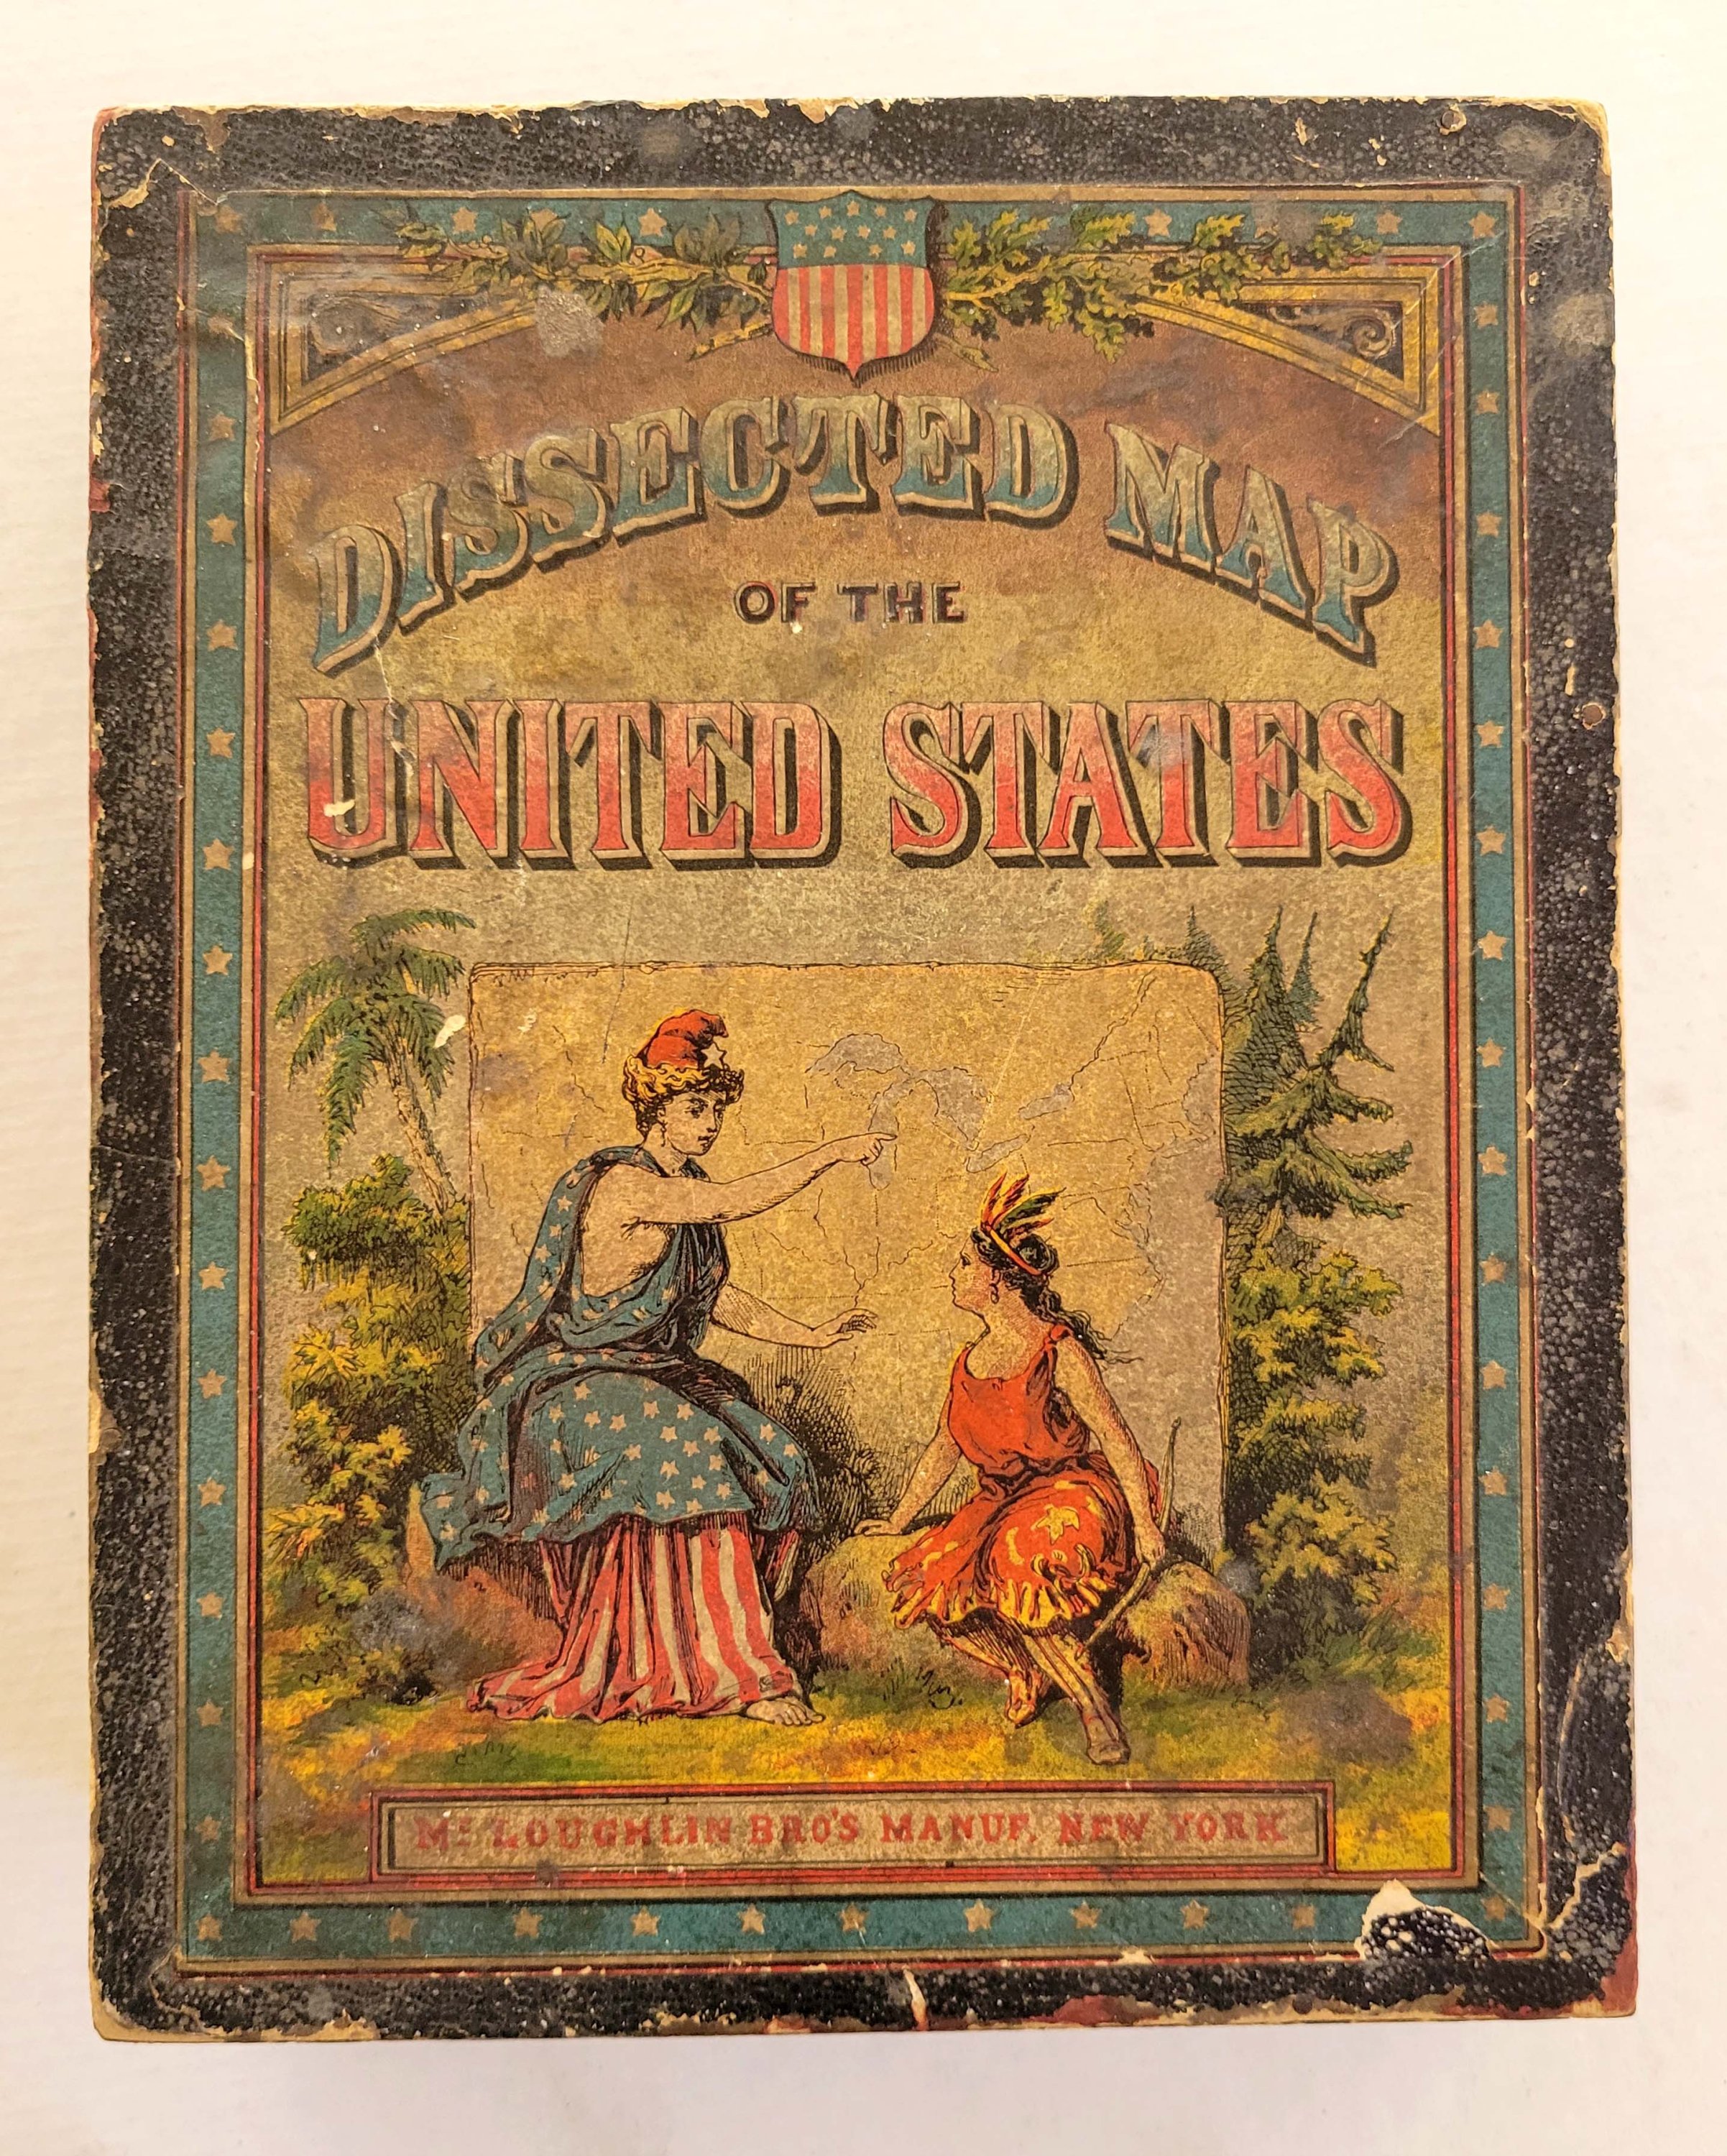 DISSECTED MAP
OF THE
UNITED STATES
Mc LOUGHLIN BRO'S MANUF. NEW YORK